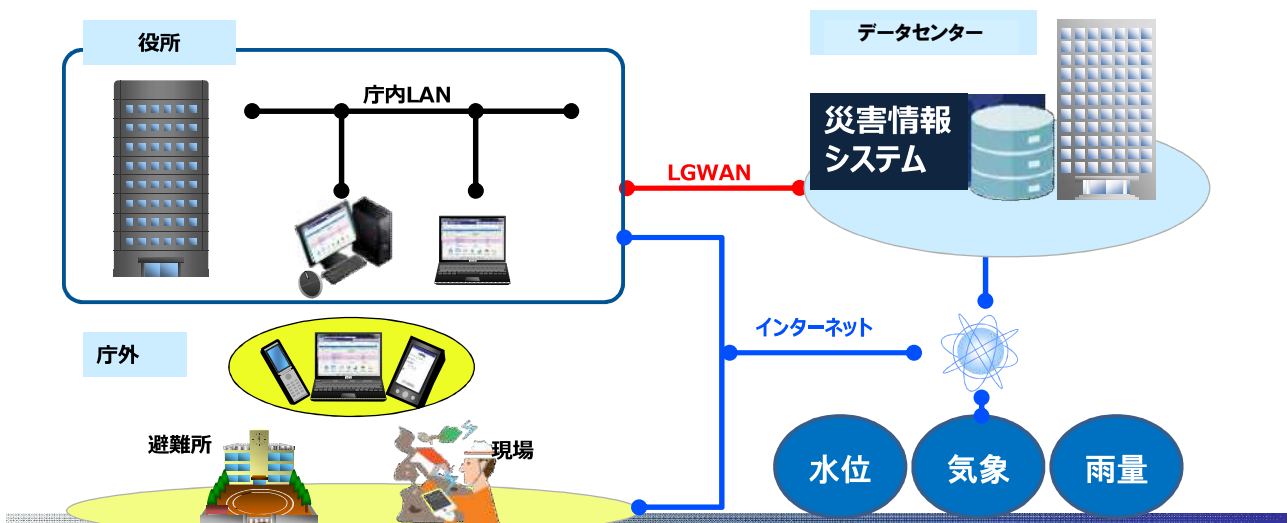 役所
データセンター
庁内LAN
災害情報
システム
LGWAN
インターネット
庁外
避難所
現場
水位
気象
雨量